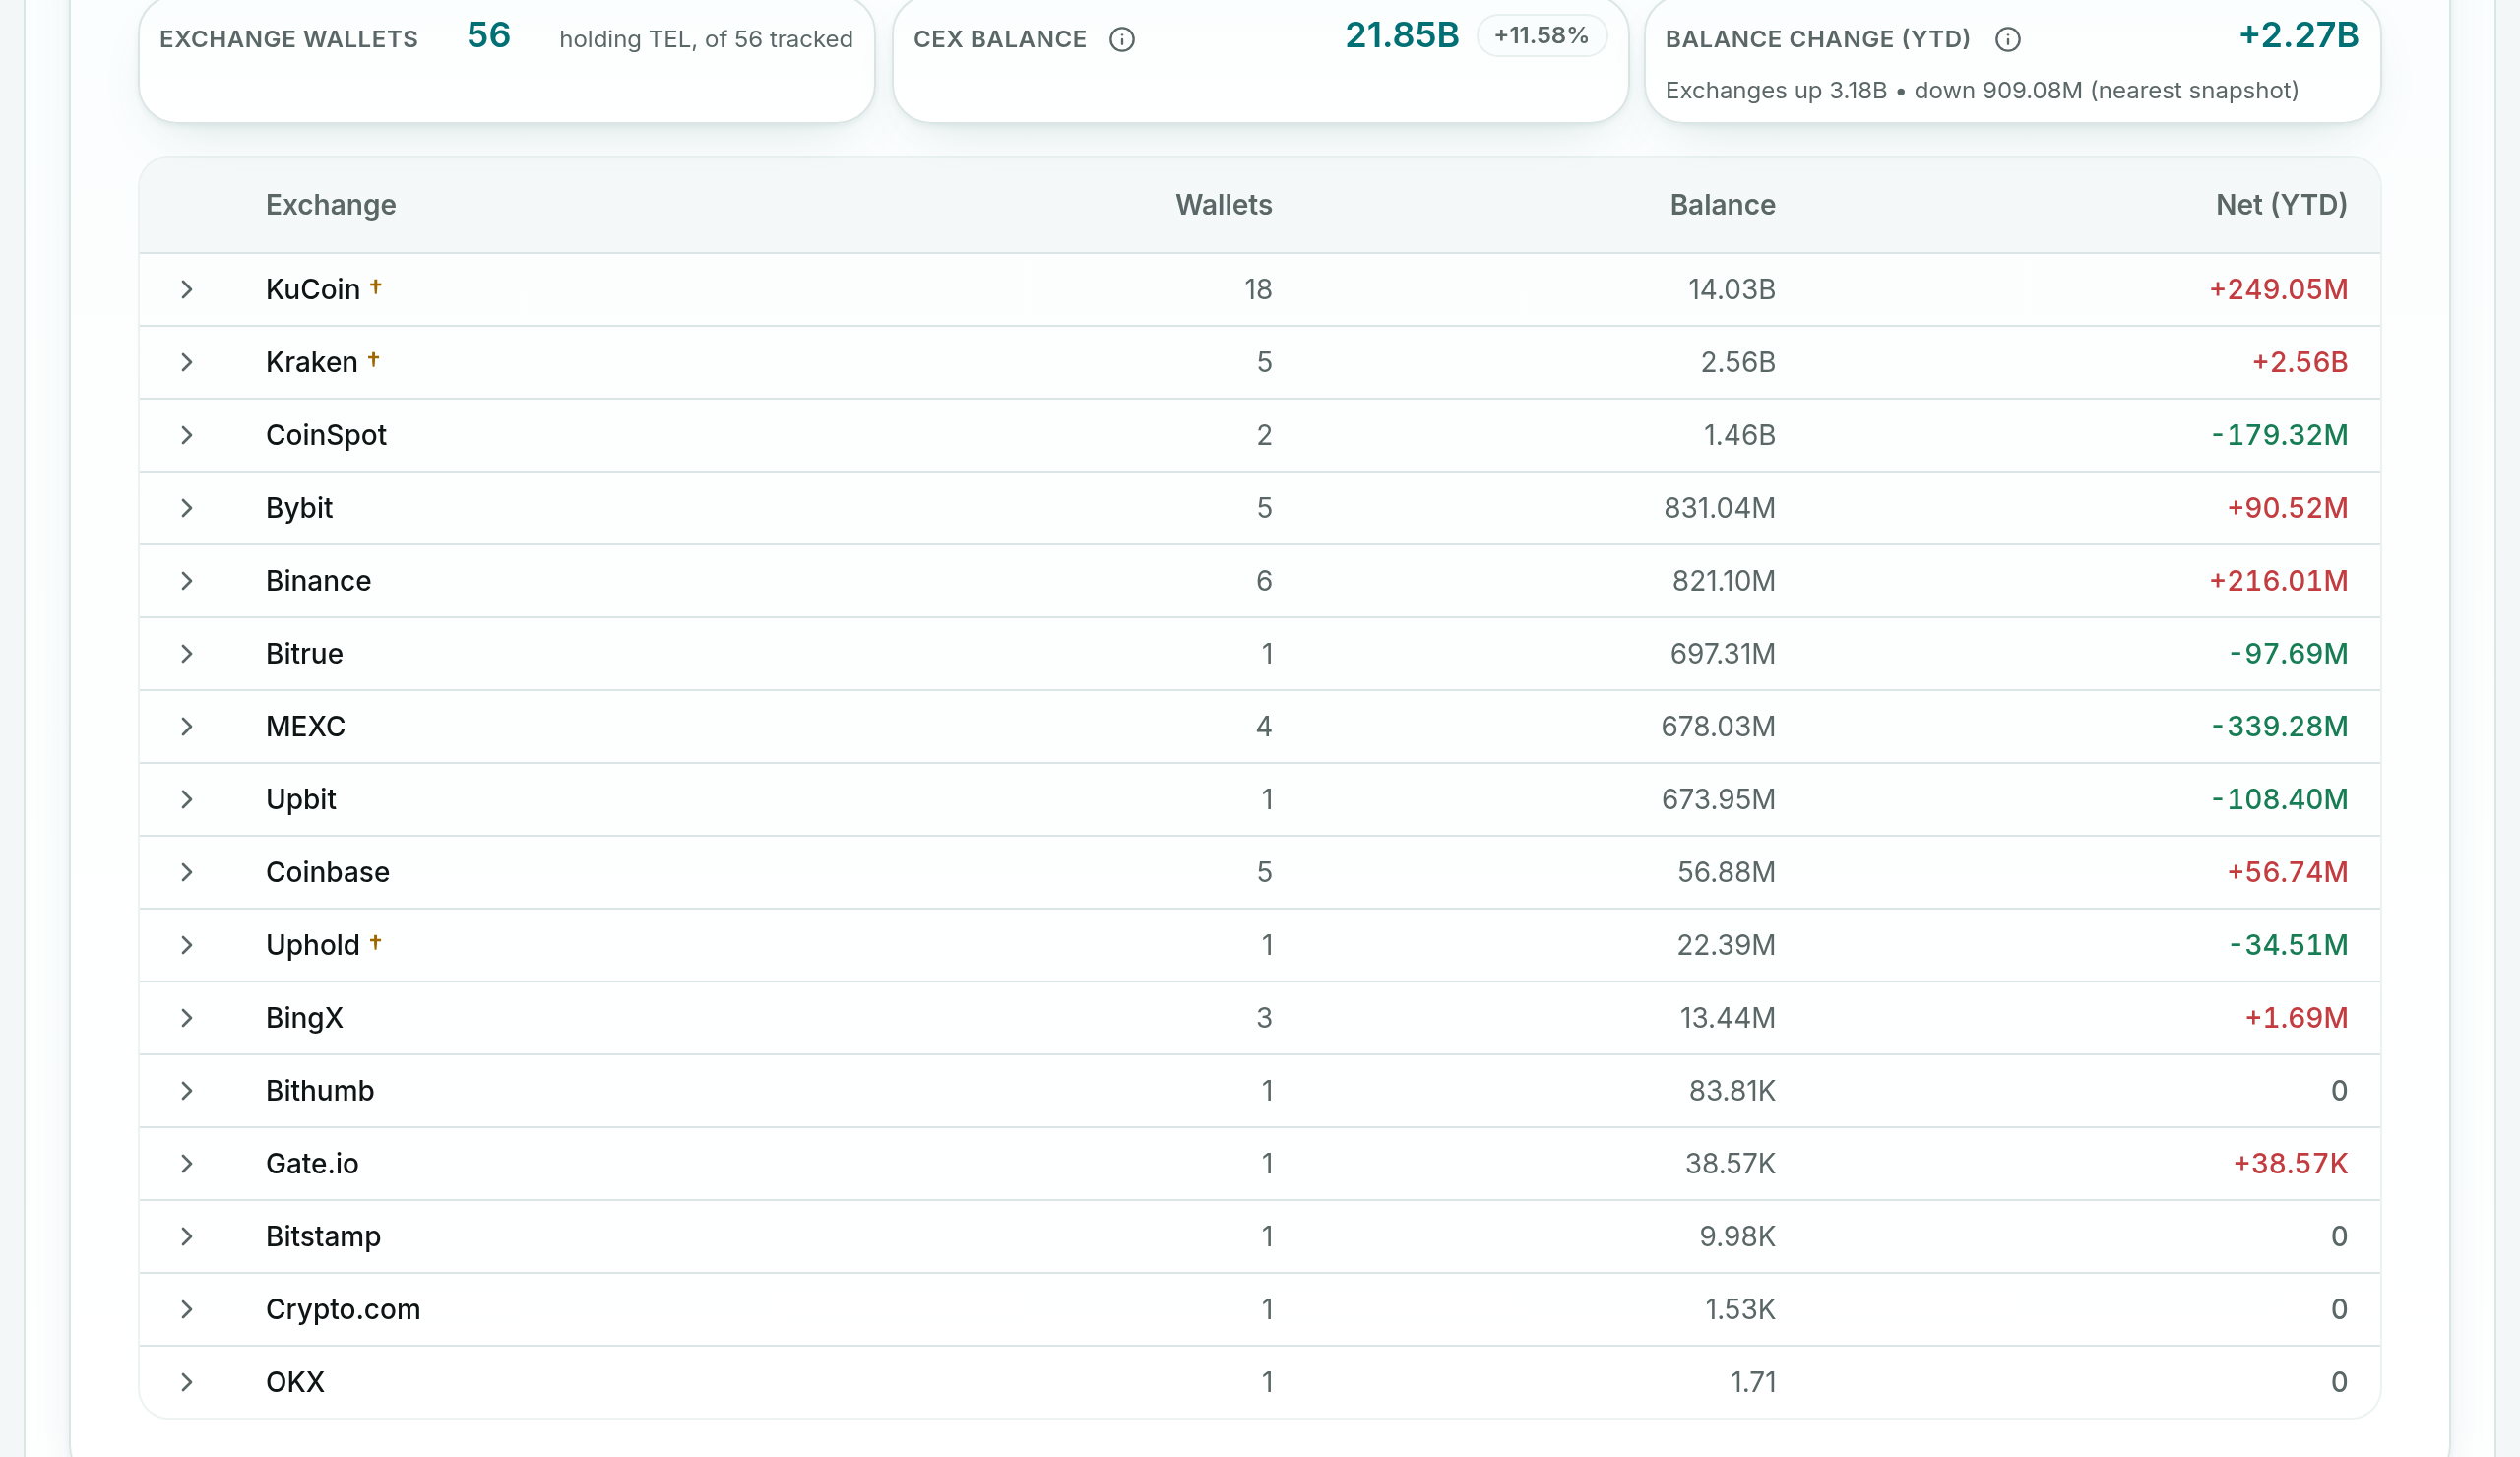 EXCHANGE WALLETS 56 holding TEL, of 56 tracked
CEX BALANCE 21.85B +11.58%
BALANCE CHANGE (YTD) +2.27B
Exchanges up 3.18B • down 909.08M (nearest snapshot)
Exchange Wallets Balance Net (YTD)
KuCoin † 18 14.03B +249.05M
Kraken † 5 2.56B +2.56B
CoinSpot 2 1.46B -179.32M
Bybit 5 831.04M +90.52M
Binance 6 821.10M +216.01M
Bitrue 1 697.31M -97.69M
MEXC 4 678.03M -339.28M
Upbit 1 673.95M -108.40M
Coinbase 5 56.88M +56.74M
Uphold † 1 22.39M -34.51M
BingX 3 13.44M +1.69M
Bithumb 1 83.81K 0
Gate.io 1 38.57K +38.57K
Bitstamp 1 9.98K 0
Crypto.com 1 1.53K 0
OKX 1 1.71 0